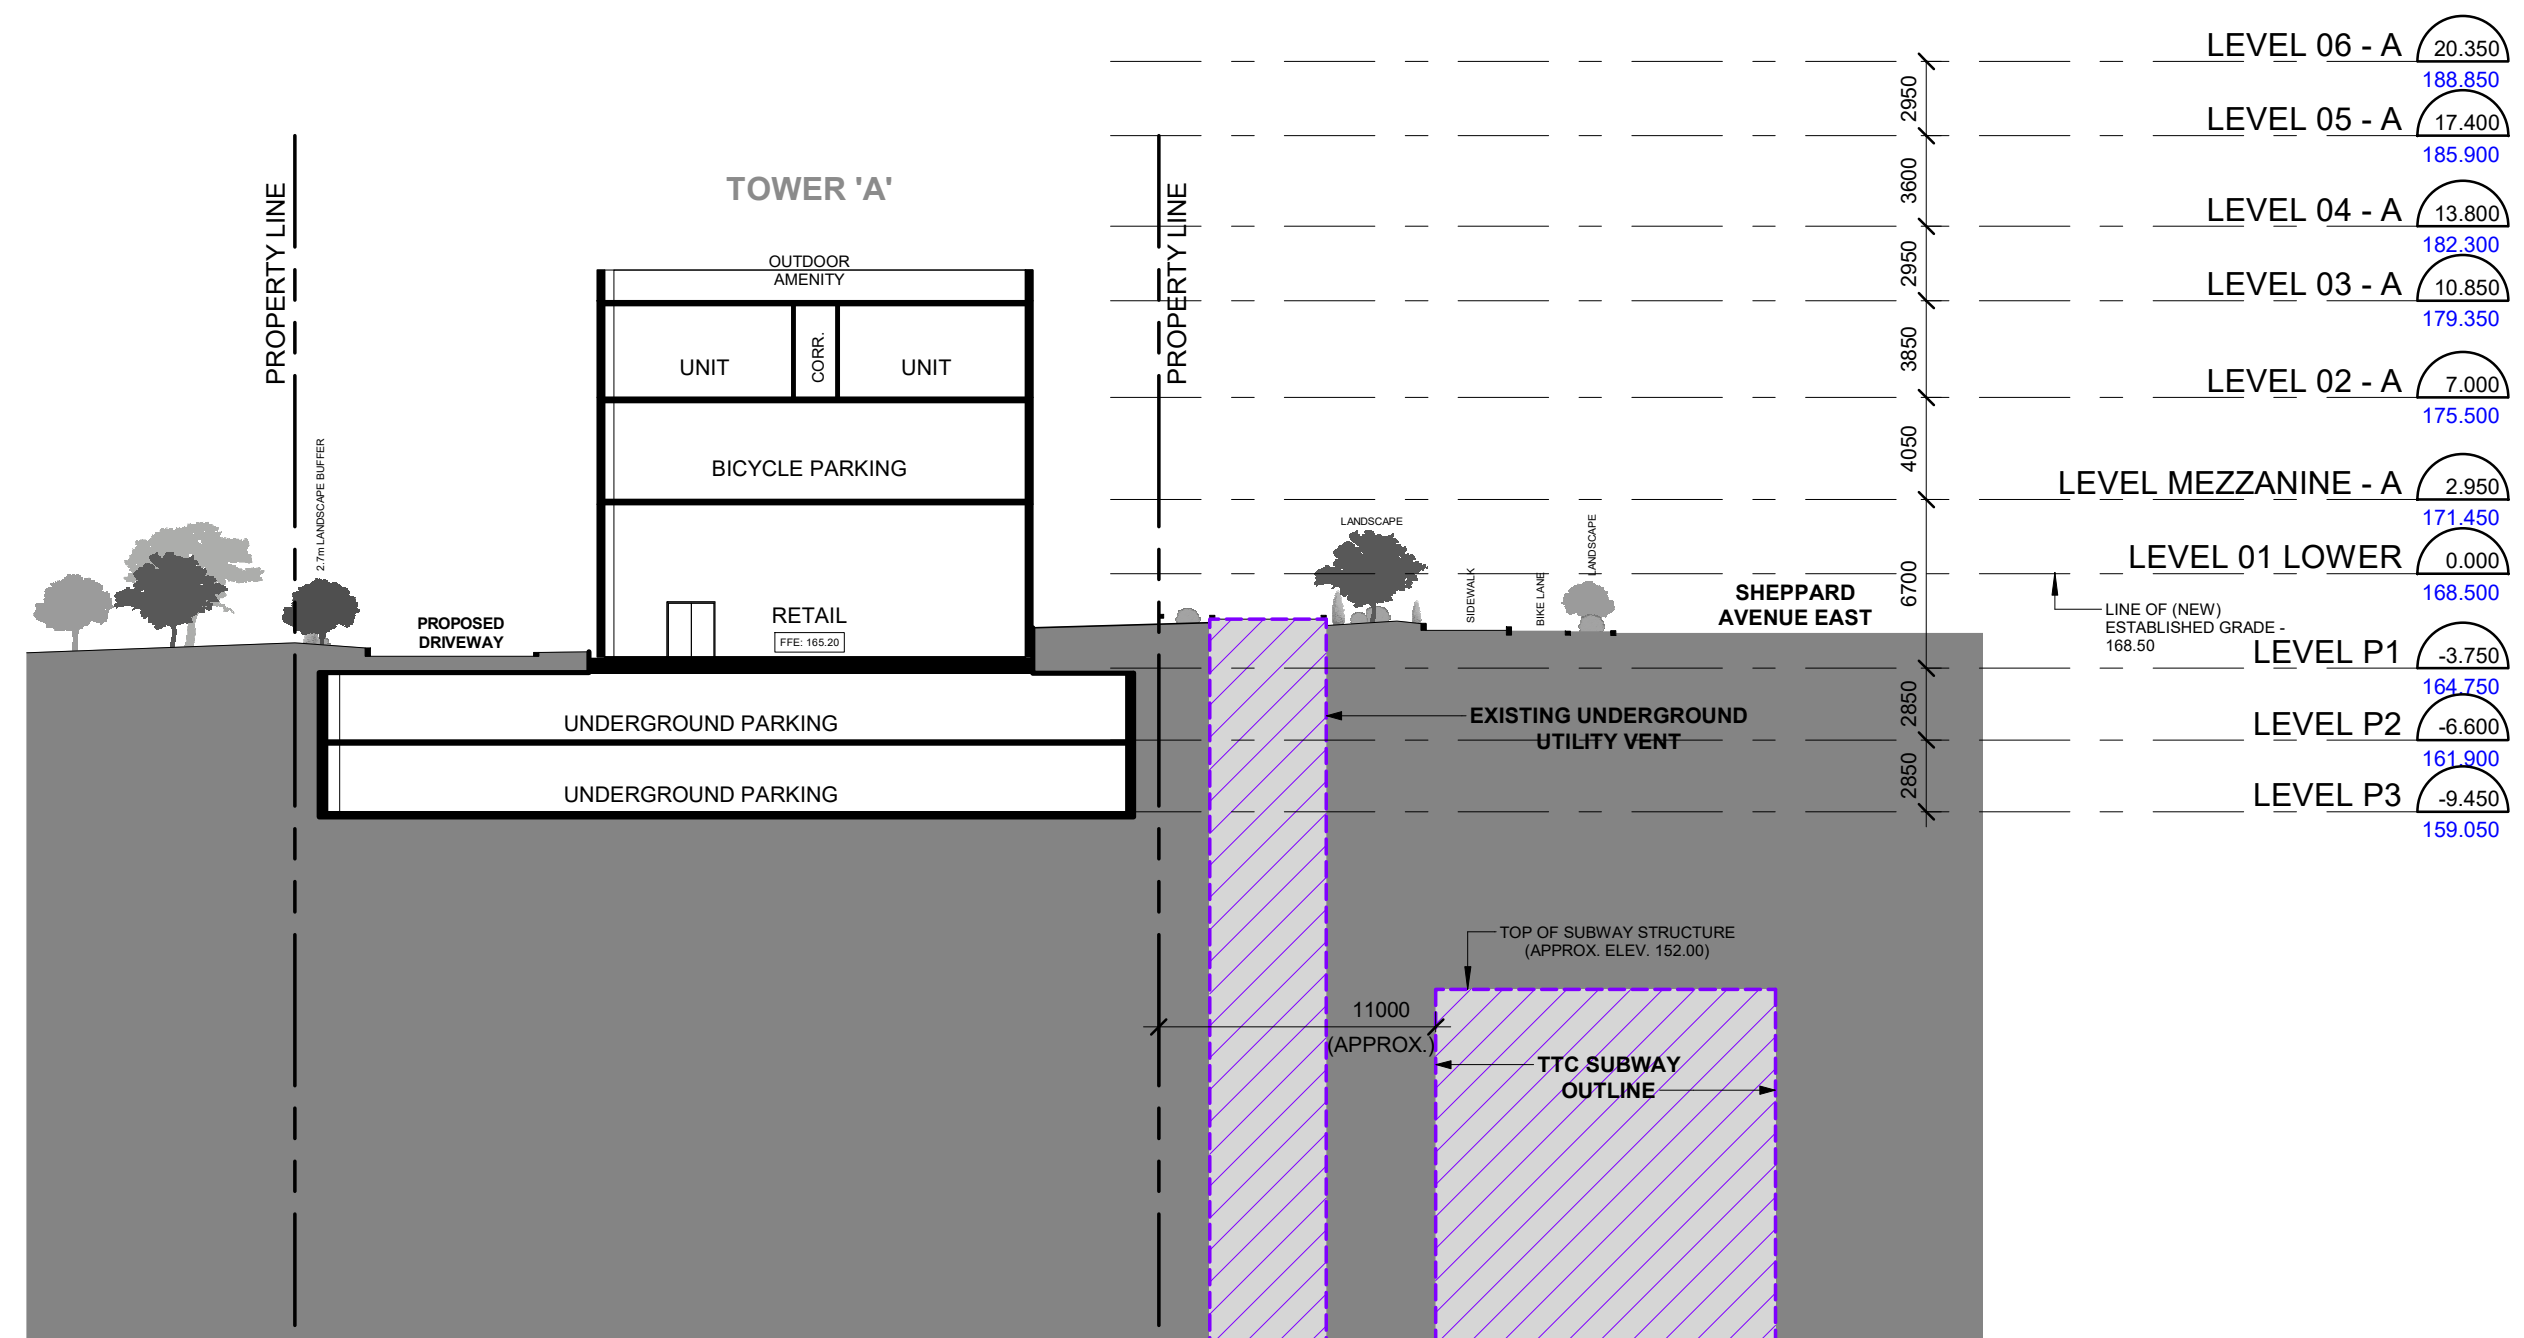 LEVEL 06 - A
20.350
188.850
2950
LEVEL 05 - A
17.400
185.900
3600
TOWER 'A'
PROPERTY LINE
PROPERTY LINE
LEVEL 04 - A
13.800
182.300
2950
OUTDOOR
AMENITY
LEVEL 03 - A
10.850
179.350
3850
UNIT
CORR.
UNIT
LEVEL 02 - A
7.000
175.500
4050
2.7m LANDSCAPE BUFFER
BICYCLE PARKING
LEVEL MEZZANINE - A
2.950
171.450
6700
LANDSCAPE
SIDEWALK
BIKE LANE
LANDSCAPE
LEVEL 01 LOWER
0.000
168.500
SHEPPARD
AVENUE EAST
LINE OF (NEW)
ESTABLISHED GRADE -
168.50
PROPOSED
DRIVEWAY
RETAIL
FFE: 165.20
LEVEL P1
-3.750
164.750
2850
UNDERGROUND PARKING
EXISTING UNDERGROUND
UTILITY VENT
LEVEL P2
-6.600
161.900
2850
UNDERGROUND PARKING
LEVEL P3
-9.450
159.050
TOP OF SUBWAY STRUCTURE
(APPROX. ELEV. 152.00)
11000
(APPROX.)
TTC SUBWAY
OUTLINE